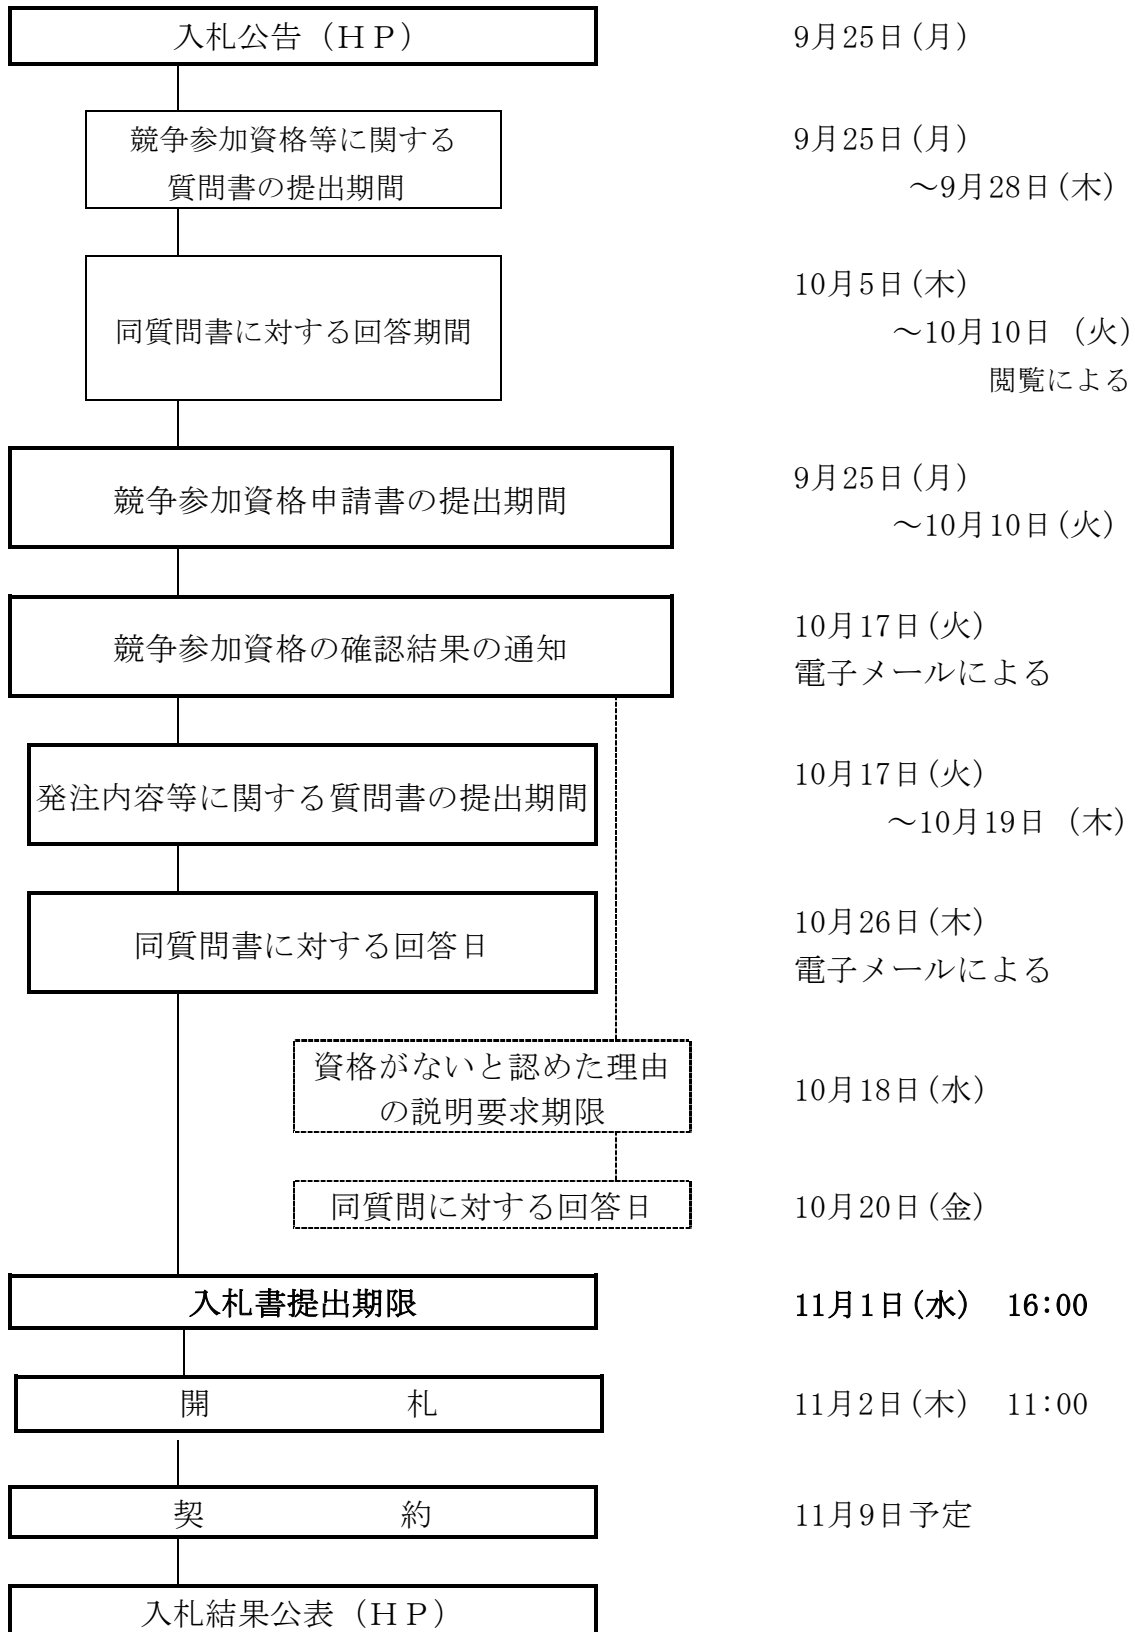 入札公告（ＨＰ）　9月25日(月)
競争参加資格等に関する　9月25日(月)
質問書の提出期間　～9月28日(木)
10月5日(木)
同質問書に対する回答期間　～10月10日（火)
閲覧による
9月25日(月)
競争参加資格申請書の提出期間
～10月10日(火)
10月17日(火)
競争参加資格の確認結果の通知
電子メールによる
10月17日(火)
発注内容等に関する質問書の提出期間
～10月19日（木)
10月26日(木)
同質問書に対する回答日
電子メールによる
資格がないと認めた理由
の説明要求期限
10月18日(水)
同質問に対する回答日　10月20日(金)
入札書提出期限　11月1日(水)　16:00
開　札　11月2日(木)　11:00
契　約　11月9日予定
入札結果公表（ＨＰ）